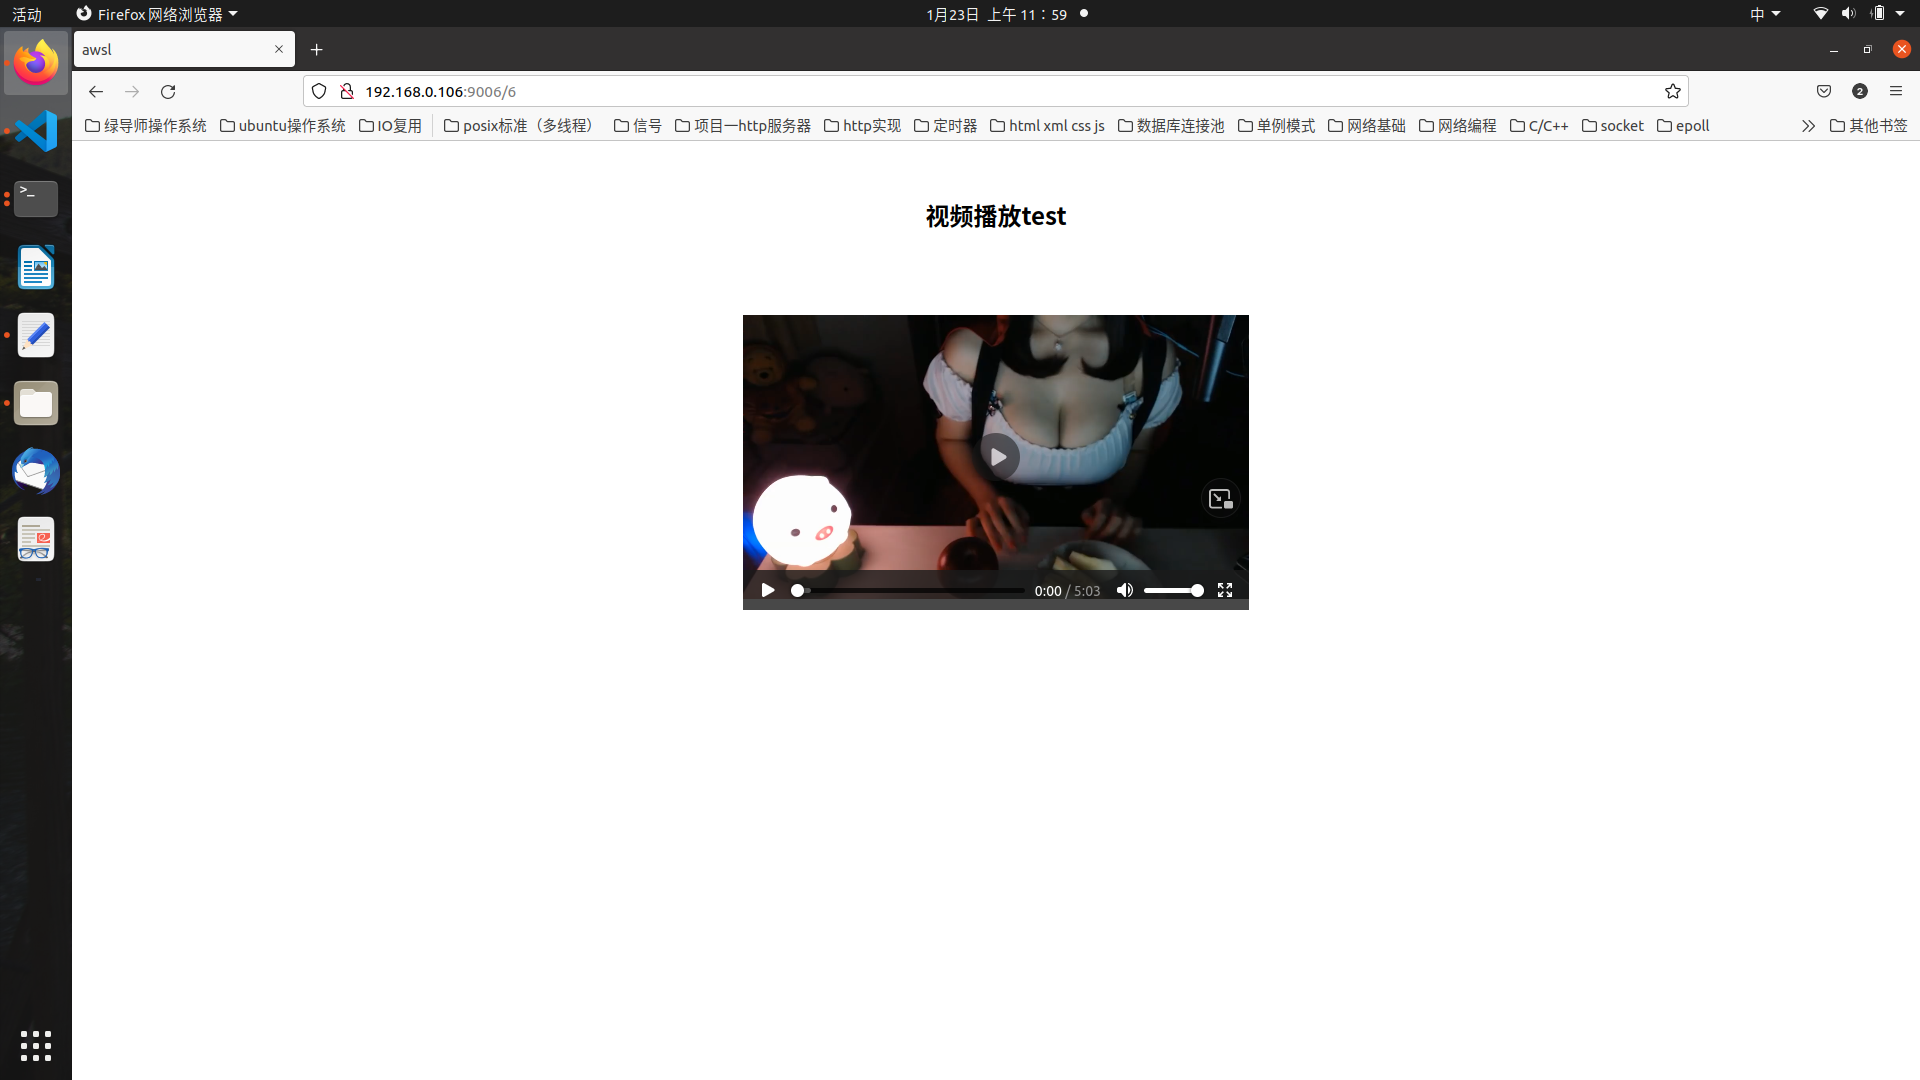 活动 Firefox 网络浏览器 1月23日 上午 11：59 中
awsl
192.168.0.106:9006/6 2
绿导师操作系统 ubuntu操作系统 IO复用 posix标准（多线程） 信号 项目一http服务器 http实现 定时器 html xml css js 数据库连接池 单例模式 网络基础 网络编程 C/C++ socket epoll 其他书签
视频播放test
0:00 / 5:03